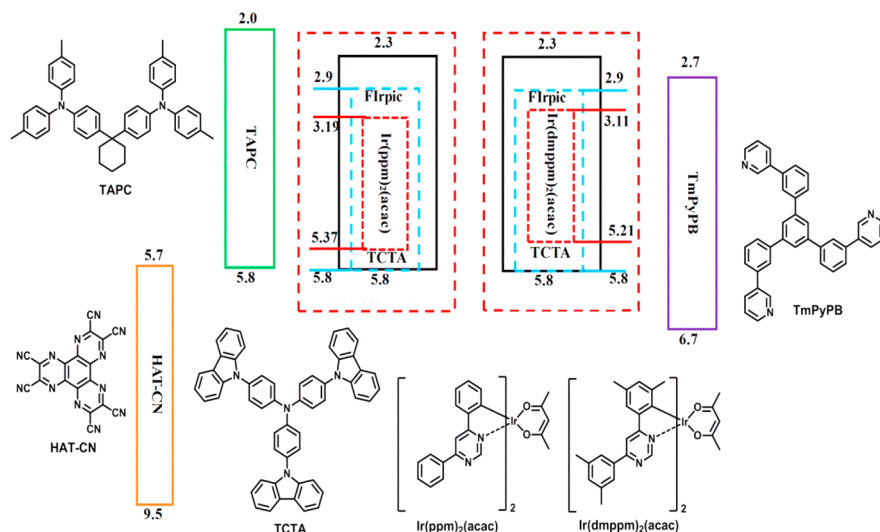 2.0
2.3
2.3
2.7
2.9
FIrpic
2.9
FIrpic
3.19
3.11
TAPC
Ir(ppm)2(acac)
Ir(dmppm)2(acac)
TmPyPB
N
N
TAPC
5.37
TCTA
5.21
TCTA
5.7
5.8
5.8
5.8
5.8
5.8
6.7
N
N
N
TmPyPB
CN
CN
NC
CN
N
N
N
N
N
N
NC
CN
HAT-CN
HAT-CN
9.5
N
N
N
N
TCTA
Ir
O
O
N
N
2
Ir(ppm)2(acac)
Ir
O
O
N
N
2
Ir(dmppm)2(acac)